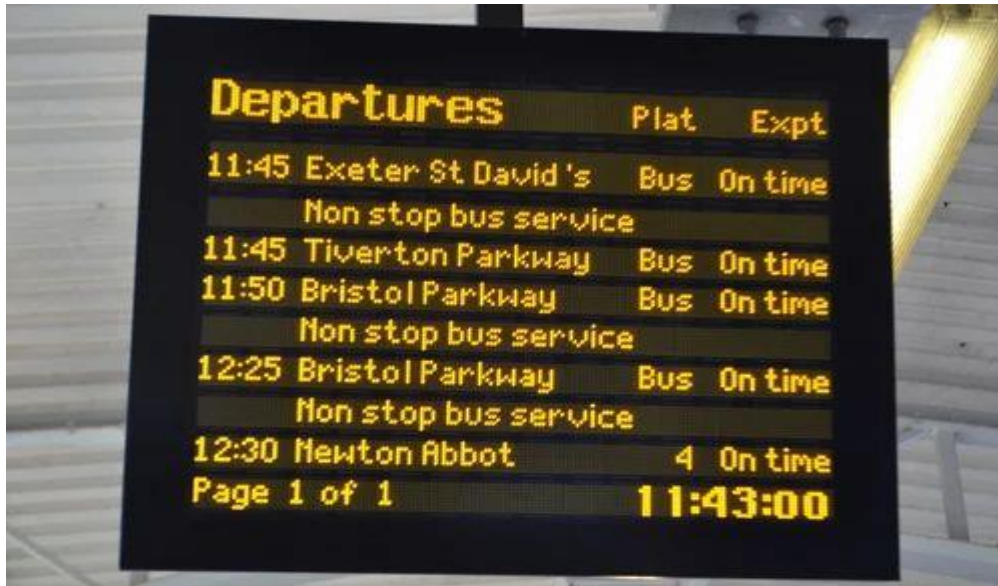 Departures Plat Expt
11:45 Exeter St David's Bus On time
Non stop bus service
11:45 Tiverton Parkway Bus On time
11:50 Bristol Parkway Bus On time
Non stop bus service
12:25 Bristol Parkway Bus On time
Non stop bus service
12:30 Newton Abbot 4 On time
Page 1 of 1 11:43:00